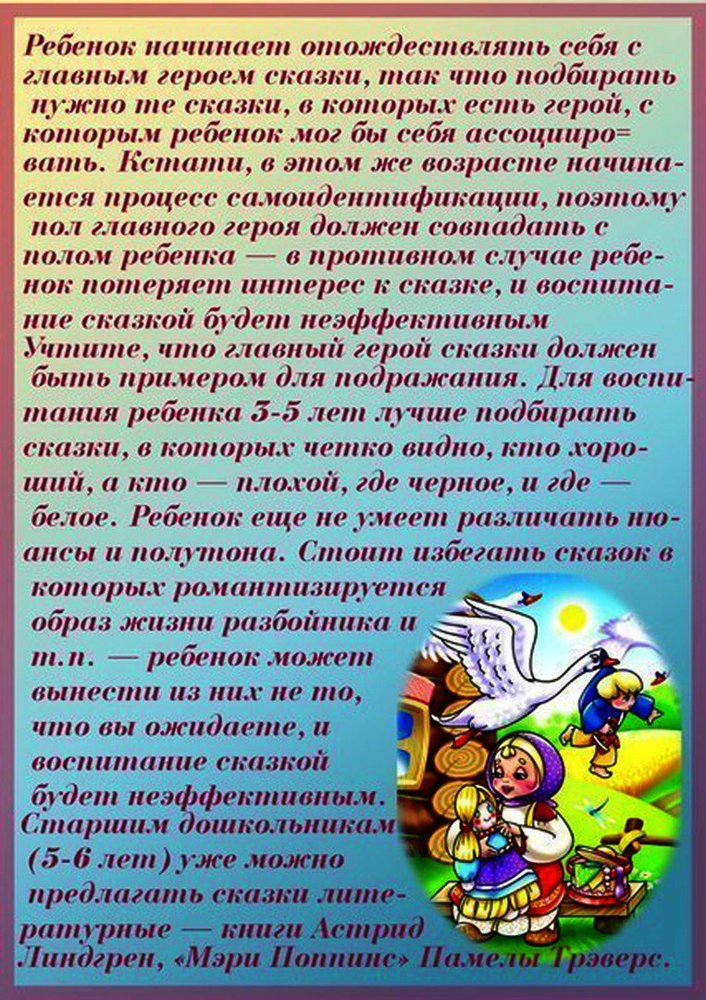 Ребенок начинает отождествлять себя с
главным героем сказки, так что подбирать
нужно те сказки, в которых есть герой, с
которым ребенок мог бы себя ассоцииро=
вать. Кстати, в этом же возрасте начина-
ется процесс самоидентификации, поэтому
пол главного героя должен совпадать с
полом ребенка — в противном случае ребе-
нок потеряет интерес к сказке, и воспита-
ние сказкой будет неэффективным
Учтите, что главный герой сказки должен
быть примером для подражания. Для воспи-
тания ребенка 3-5 лет лучше подбирать
сказки, в которых четко видно, кто хоро-
ший, а кто — плохой, где черное, и где —
белое. Ребенок еще не умеет различать ню-
ансы и полутона. Стоит избегать сказок в
которых романтизируется
образ жизни разбойника и
т.п. — ребенок может
вынести из них не то,
что вы ожидаете, и
воспитание сказкой
будет неэффективным.
Старшим дошкольникам
(5-6 лет) уже можно
предлагать сказки лите-
ратурные — книги Астрид
Линдгрен, «Мэри Поппинс» Памелы Трэверс.